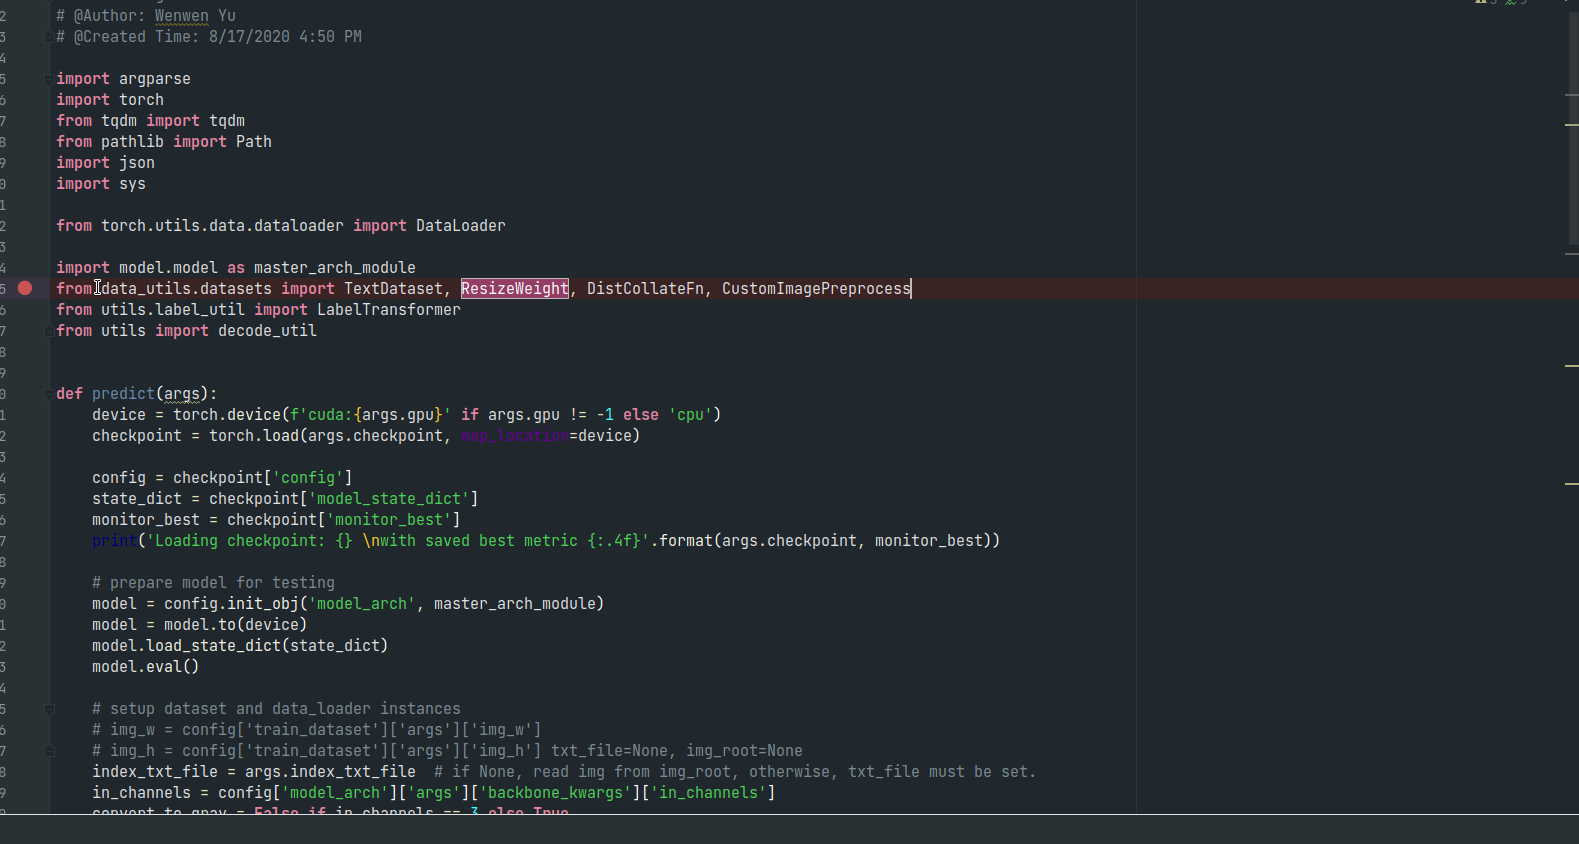 # @Author: Wenwen Yu
# @Created Time: 8/17/2020 4:50 PM
import argparse
import torch
from tqdm import tqdm
from pathlib import Path
import json
import sys
from torch.utils.data.dataloader import DataLoader
import model.model as master_arch_module
from data_utils.datasets import TextDataset, ResizeWeight, DistCollateFn, CustomImagePreprocess
from utils.label_util import LabelTransformer
from utils import decode_util
def predict(args):
device = torch.device(f'cuda:{args.gpu}' if args.gpu != -1 else 'cpu')
checkpoint = torch.load(args.checkpoint, map_location=device)
config = checkpoint['config']
state_dict = checkpoint['model_state_dict']
monitor_best = checkpoint['monitor_best']
print('Loading checkpoint: {} \nwith saved best metric {:.4f}'.format(args.checkpoint, monitor_best))
# prepare model for testing
model = config.init_obj('model_arch', master_arch_module)
model = model.to(device)
model.load_state_dict(state_dict)
model.eval()
# setup dataset and data_loader instances
# img_w = config['train_dataset']['args']['img_w']
# img_h = config['train_dataset']['args']['img_h'] txt_file=None, img_root=None
index_txt_file = args.index_txt_file  # if None, read img from img_root, otherwise, txt_file must be set.
in_channels = config['model_arch']['args']['backbone_kwargs']['in_channels']
convert_to_gray = False if in_channels == 3 else True